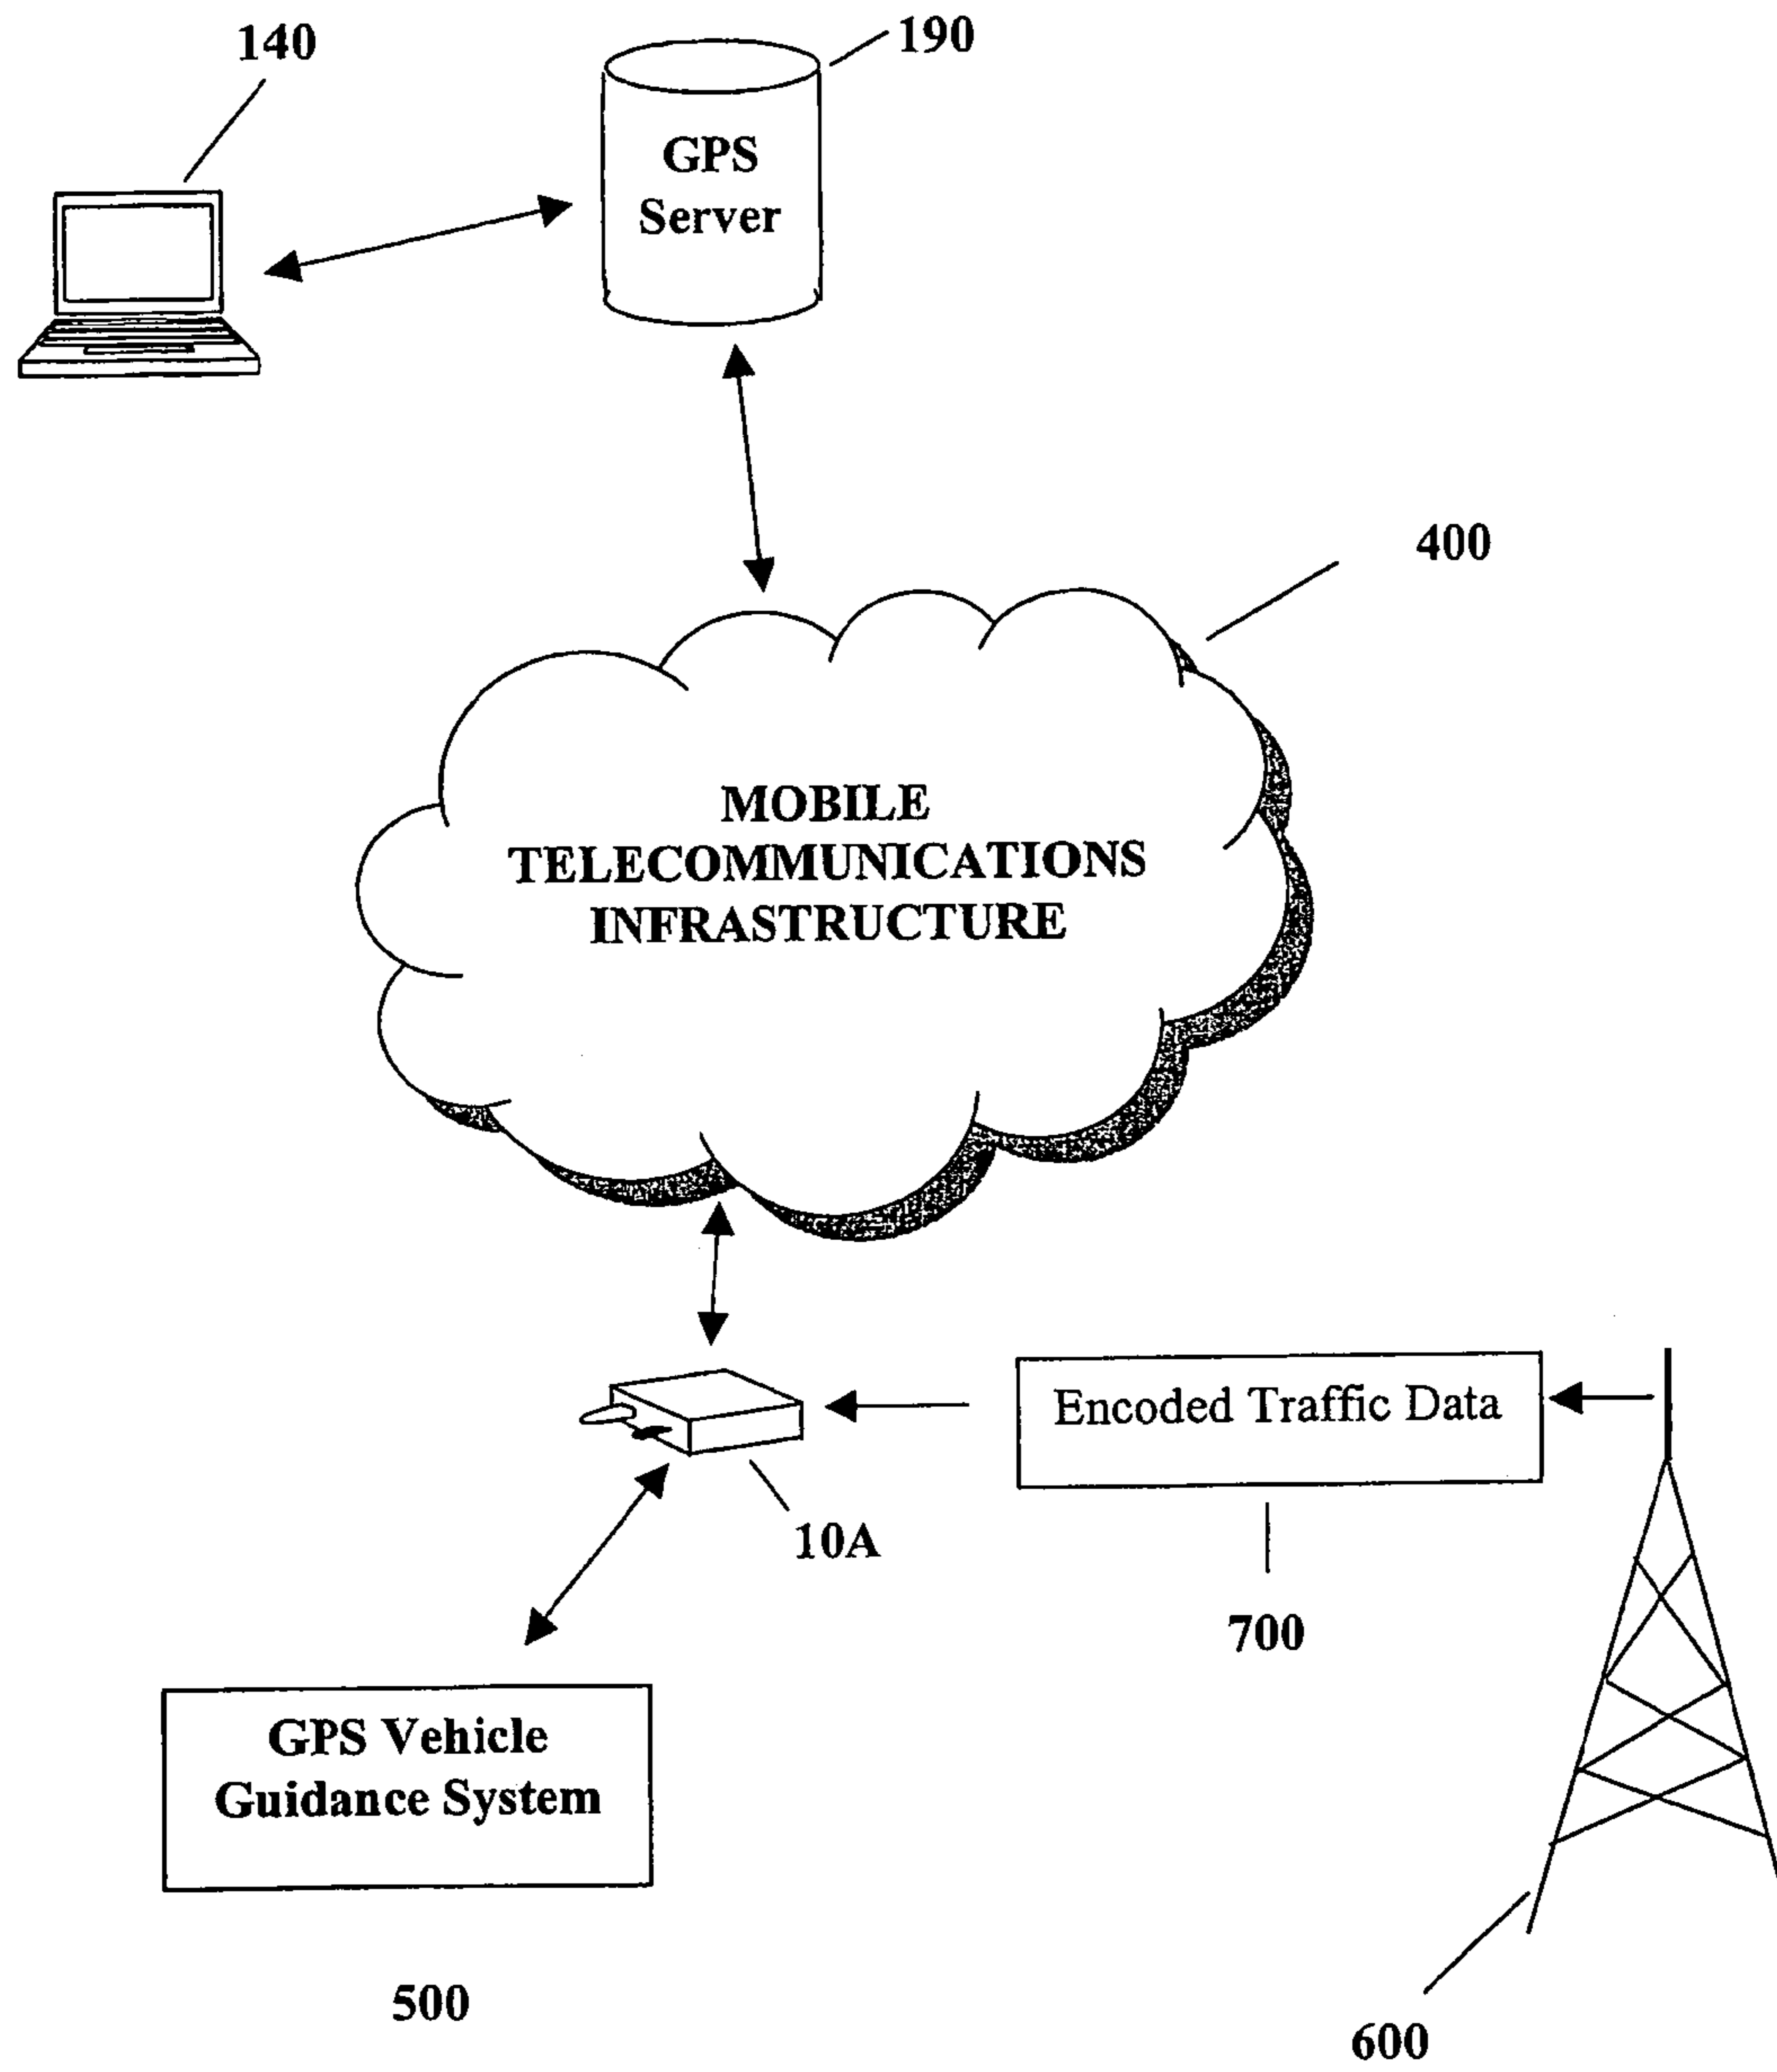 140
190
GPS
Server
400
MOBILE
TELECOMMUNICATIONS
INFRASTRUCTURE
Encoded Traffic Data
10A
700
GPS Vehicle
Guidance System
500
600